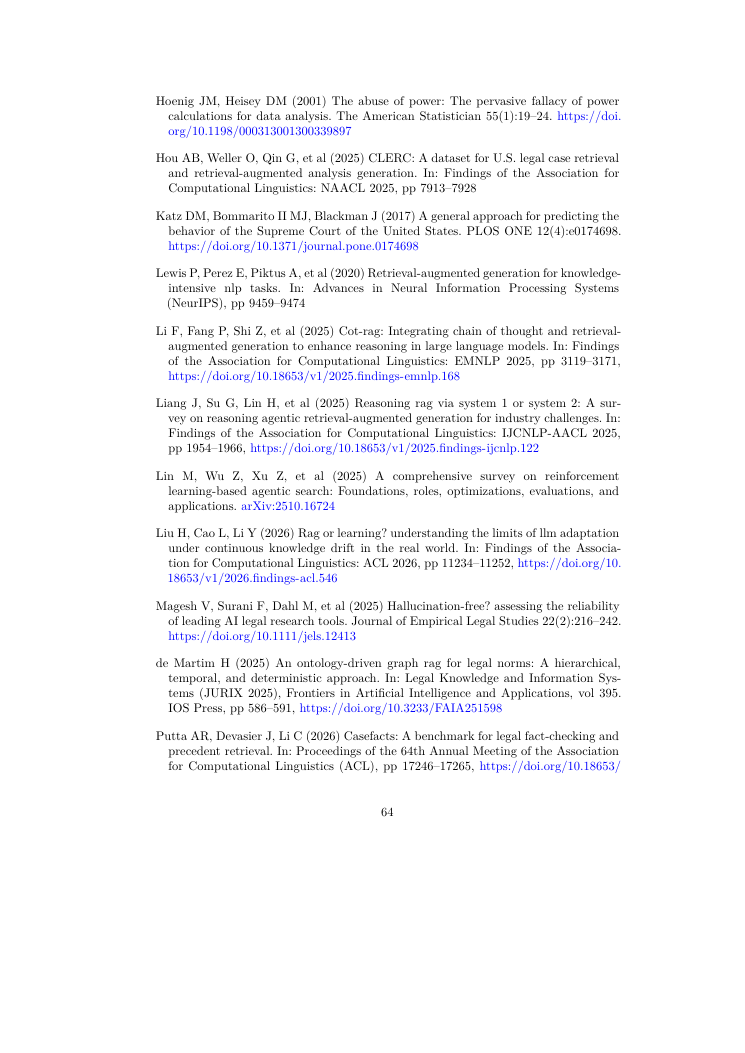 Hoenig JM, Heisey DM (2001) The abuse of power: The pervasive fallacy of power
calculations for data analysis. The American Statistician 55(1):19–24. https://doi.
org/10.1198/000313001300339897
Hou AB, Weller O, Qin G, et al (2025) CLERC: A dataset for U.S. legal case retrieval
and retrieval-augmented analysis generation. In: Findings of the Association for
Computational Linguistics: NAACL 2025, pp 7913–7928
Katz DM, Bommarito II MJ, Blackman J (2017) A general approach for predicting the
behavior of the Supreme Court of the United States. PLOS ONE 12(4):e0174698.
https://doi.org/10.1371/journal.pone.0174698
Lewis P, Perez E, Piktus A, et al (2020) Retrieval-augmented generation for knowledge-
intensive nlp tasks. In: Advances in Neural Information Processing Systems
(NeurIPS), pp 9459–9474
Li F, Fang P, Shi Z, et al (2025) Cot-rag: Integrating chain of thought and retrieval-
augmented generation to enhance reasoning in large language models. In: Findings
of the Association for Computational Linguistics: EMNLP 2025, pp 3119–3171,
https://doi.org/10.18653/v1/2025.findings-emnlp.168
Liang J, Su G, Lin H, et al (2025) Reasoning rag via system 1 or system 2: A sur-
vey on reasoning agentic retrieval-augmented generation for industry challenges. In:
Findings of the Association for Computational Linguistics: IJCNLP-AACL 2025,
pp 1954–1966, https://doi.org/10.18653/v1/2025.findings-ijcnlp.122
Lin M, Wu Z, Xu Z, et al (2025) A comprehensive survey on reinforcement
learning-based agentic search: Foundations, roles, optimizations, evaluations, and
applications. arXiv:2510.16724
Liu H, Cao L, Li Y (2026) Rag or learning? understanding the limits of llm adaptation
under continuous knowledge drift in the real world. In: Findings of the Associa-
tion for Computational Linguistics: ACL 2026, pp 11234–11252, https://doi.org/10.
18653/v1/2026.findings-acl.546
Magesh V, Surani F, Dahl M, et al (2025) Hallucination-free? assessing the reliability
of leading AI legal research tools. Journal of Empirical Legal Studies 22(2):216–242.
https://doi.org/10.1111/jels.12413
de Martim H (2025) An ontology-driven graph rag for legal norms: A hierarchical,
temporal, and deterministic approach. In: Legal Knowledge and Information Sys-
tems (JURIX 2025), Frontiers in Artificial Intelligence and Applications, vol 395.
IOS Press, pp 586–591, https://doi.org/10.3233/FAIA251598
Putta AR, Devasier J, Li C (2026) Casefacts: A benchmark for legal fact-checking and
precedent retrieval. In: Proceedings of the 64th Annual Meeting of the Association
for Computational Linguistics (ACL), pp 17246–17265, https://doi.org/10.18653/
64